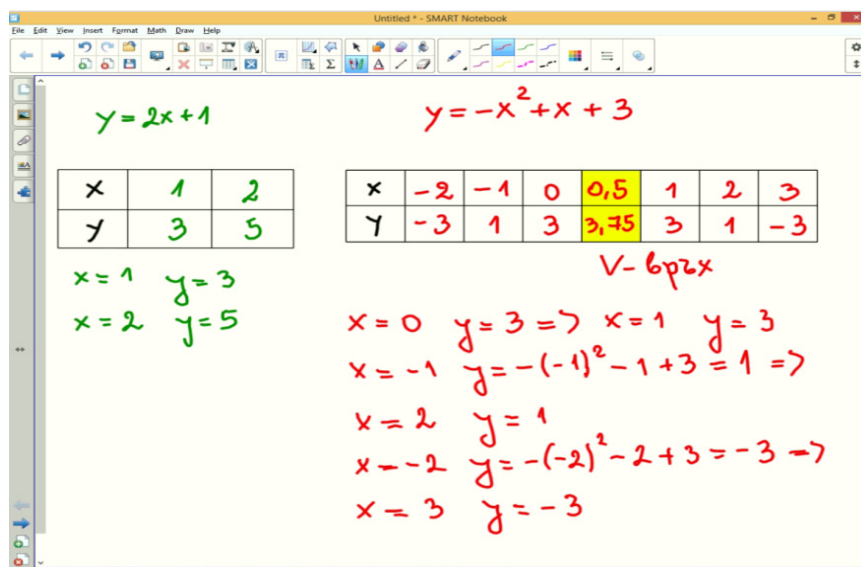 Untitled * - SMART Notebook
File Edit View Insert Format Math Draw Help
y = 2x + 1
y = -x² + x + 3
x 1 2
y 3 5
x -2 -1 0 0,5 1 2 3
y -3 1 3 3,75 3 1 -3
V - връх
x = 1 y = 3
x = 2 y = 5
x = 0 y = 3 => x = 1 y = 3
x = -1 y = -(-1)² - 1 + 3 = 1 =>
x = 2 y = 1
x = -2 y = -(-2)² - 2 + 3 = -3 =>
x = 3 y = -3